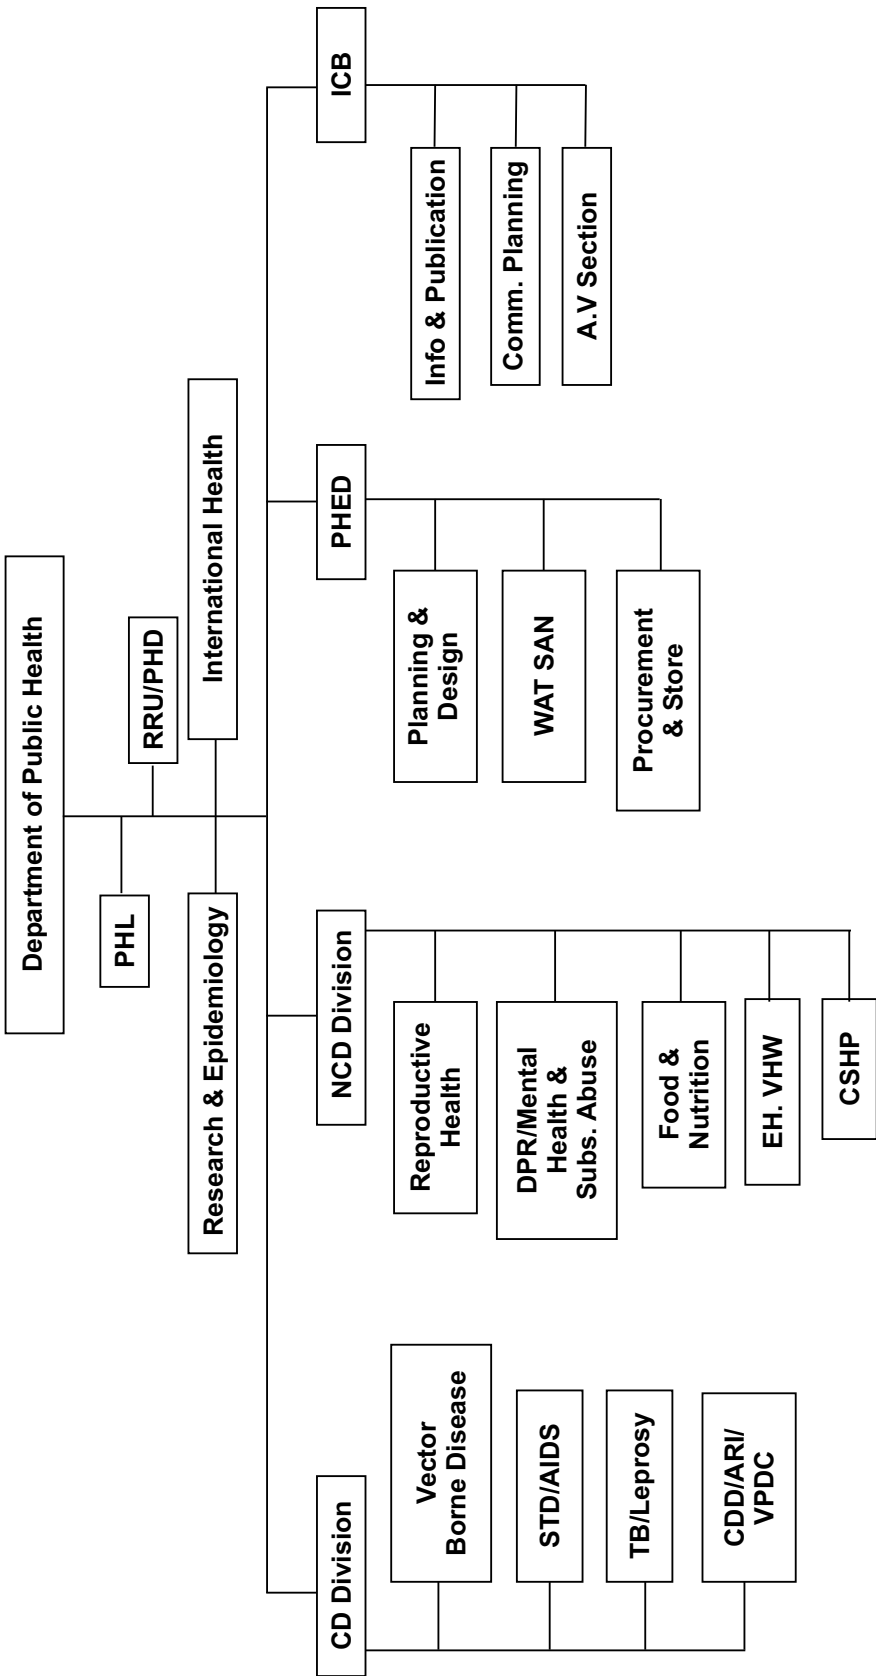 Department of Public Health
PHL
RRU/PHD
Research & Epidemiology
International Health
CD Division
NCD Division
PHED
ICB
Vector
Borne Disease
STD/AIDS
TB/Leprosy
CDD/ARI/
VPDC
Reproductive
Health
DPR/Mental
Health &
Subs. Abuse
Food &
Nutrition
EH. VHW
CSHP
Planning &
Design
WAT SAN
Procurement
& Store
Info & Publication
Comm. Planning
A.V Section